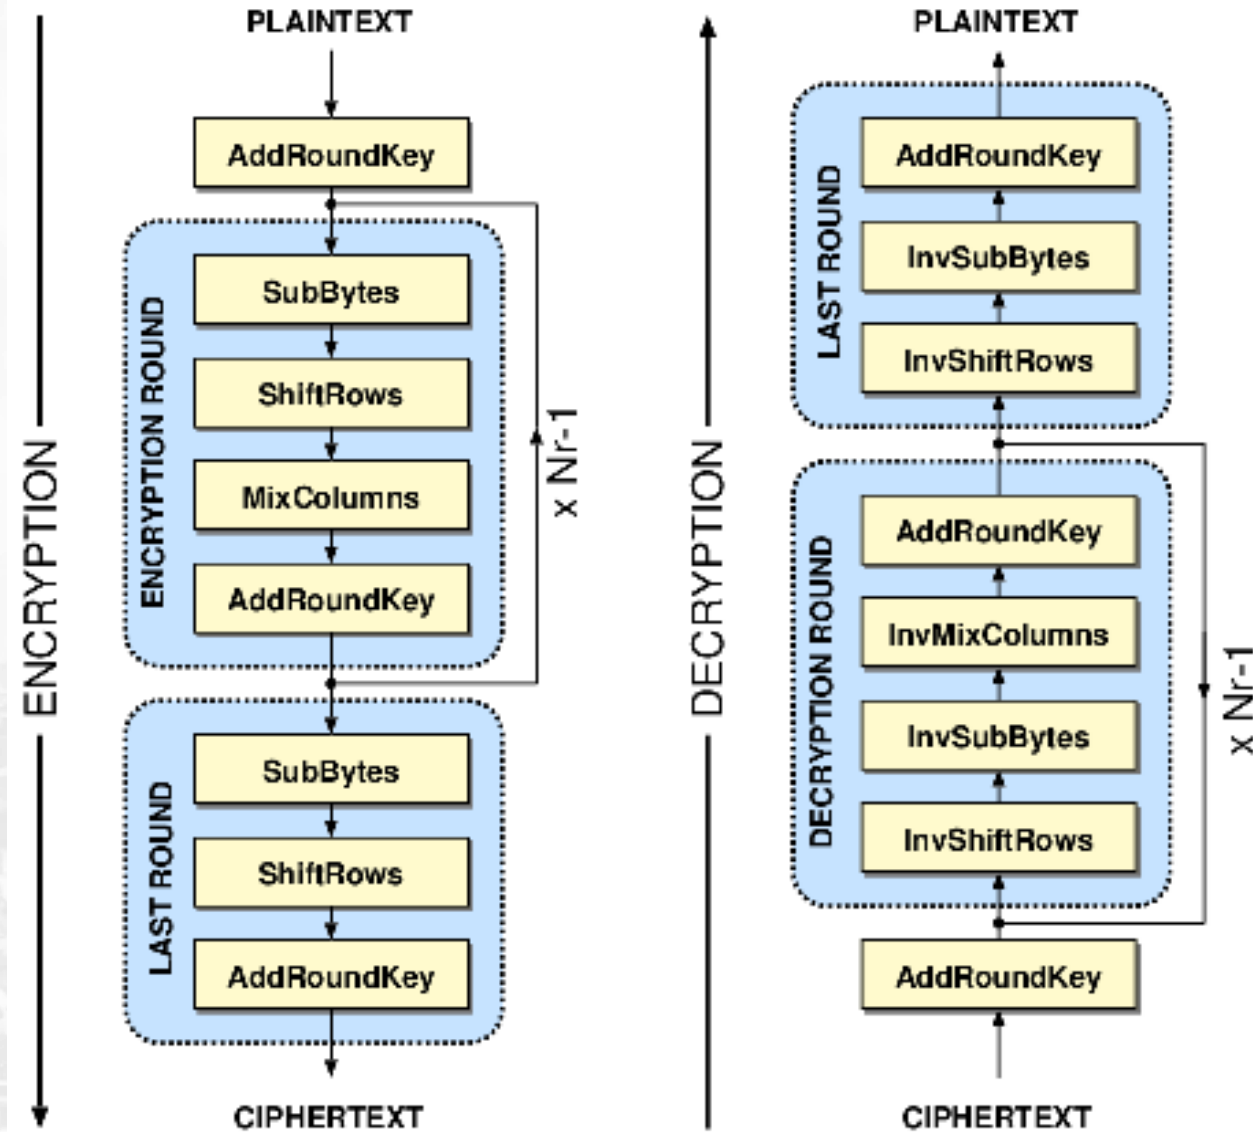 PLAINTEXT
AddRoundKey
ENCRYPTION ROUND
SubBytes
ShiftRows
MixColumns
AddRoundKey
x Nr-1
ENCRYPTION
LAST ROUND
SubBytes
ShiftRows
AddRoundKey
CIPHERTEXT
PLAINTEXT
LAST ROUND
AddRoundKey
InvSubBytes
InvShiftRows
DECRYPTION
DECRYPTION ROUND
AddRoundKey
InvMixColumns
InvSubBytes
InvShiftRows
x Nr-1
AddRoundKey
CIPHERTEXT